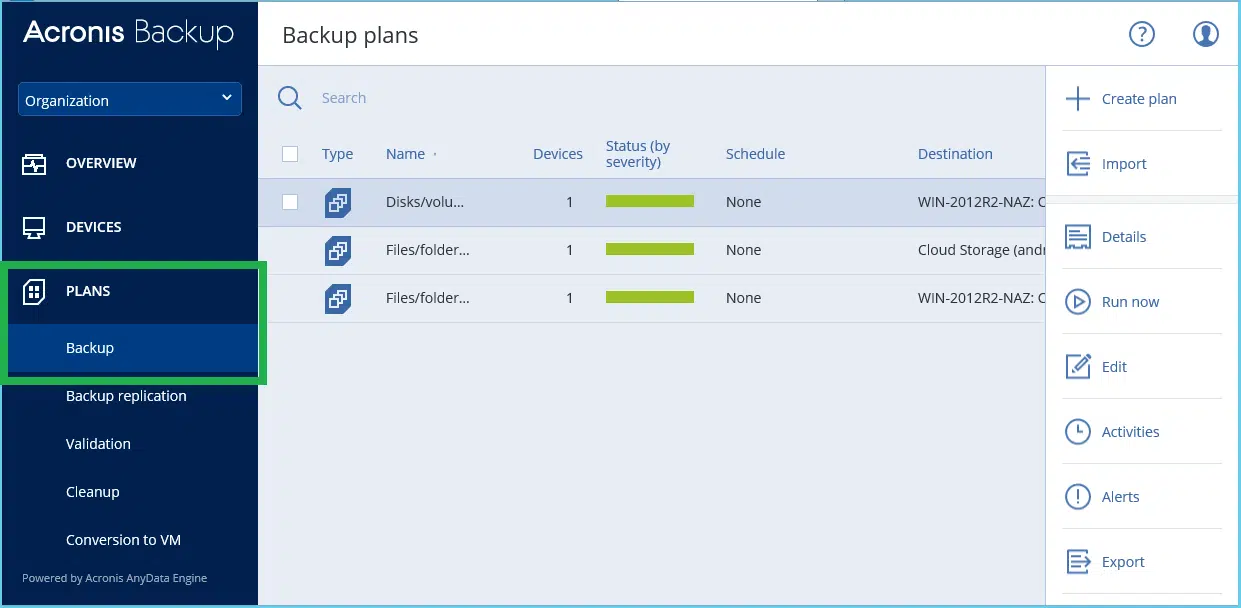 Acronis Backup
Organization
OVERVIEW
DEVICES
PLANS
Backup
Backup replication
Validation
Cleanup
Conversion to VM
Powered by Acronis AnyData Engine
Backup plans
?
Search
Type Name Devices Status (by severity) Schedule Destination
Disks/volu... 1 None WIN-2012R2-NAZ: C
Files/folder... 1 None Cloud Storage (andr
Files/folder... 1 None WIN-2012R2-NAZ: C
Create plan
Import
Details
Run now
Edit
Activities
Alerts
Export